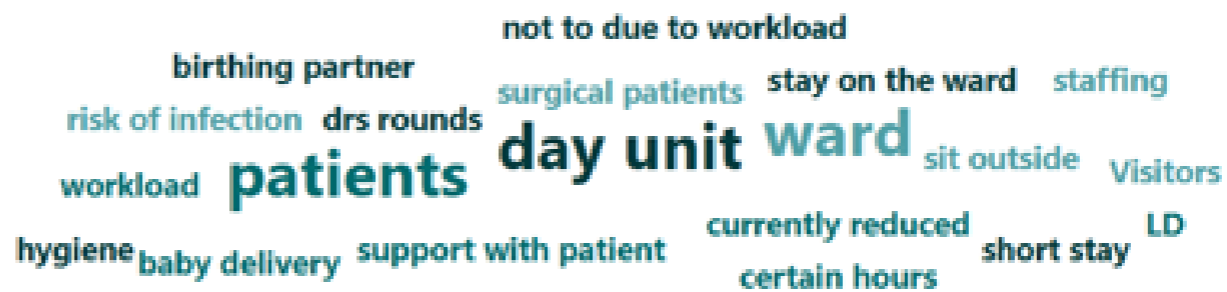 not to due to workload
birthing partner
stay on the ward
staffing
surgical patients
risk of infection
drs rounds
day unit
ward
sit outside
Visitors
workload
patients
currently reduced
LD
hygiene
baby delivery
support with patient
short stay
certain hours